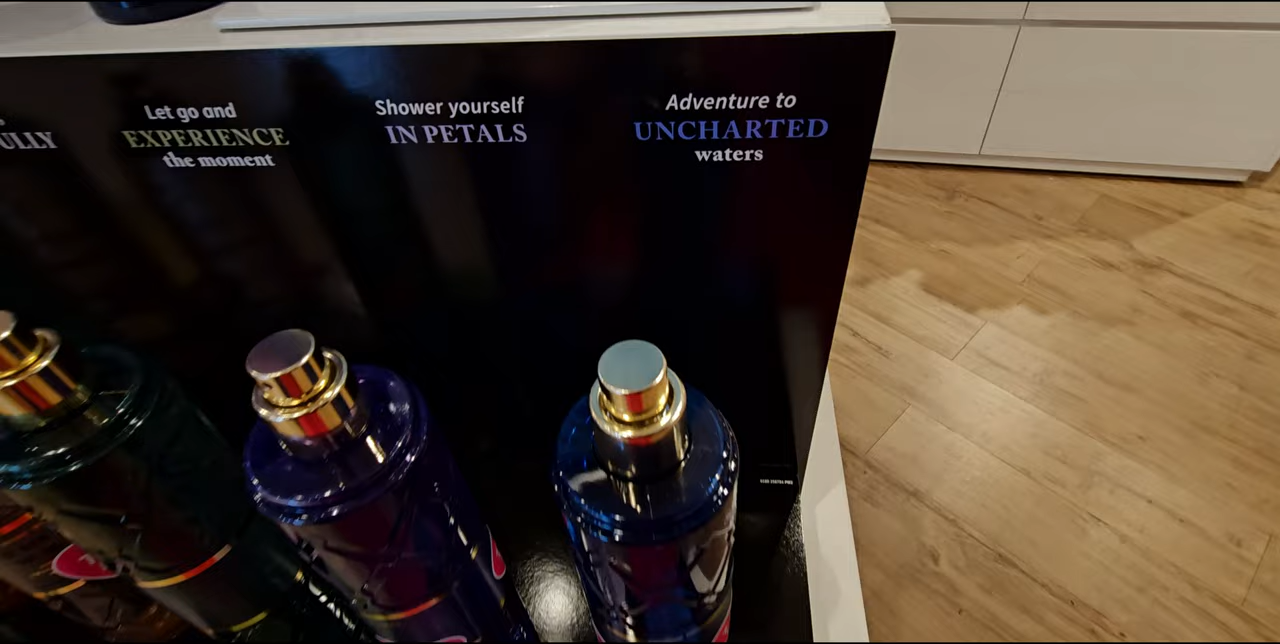 ULLY
Let go and
EXPERIENCE
the moment
Shower yourself
IN PETALS
Adventure to
UNCHARTED
waters